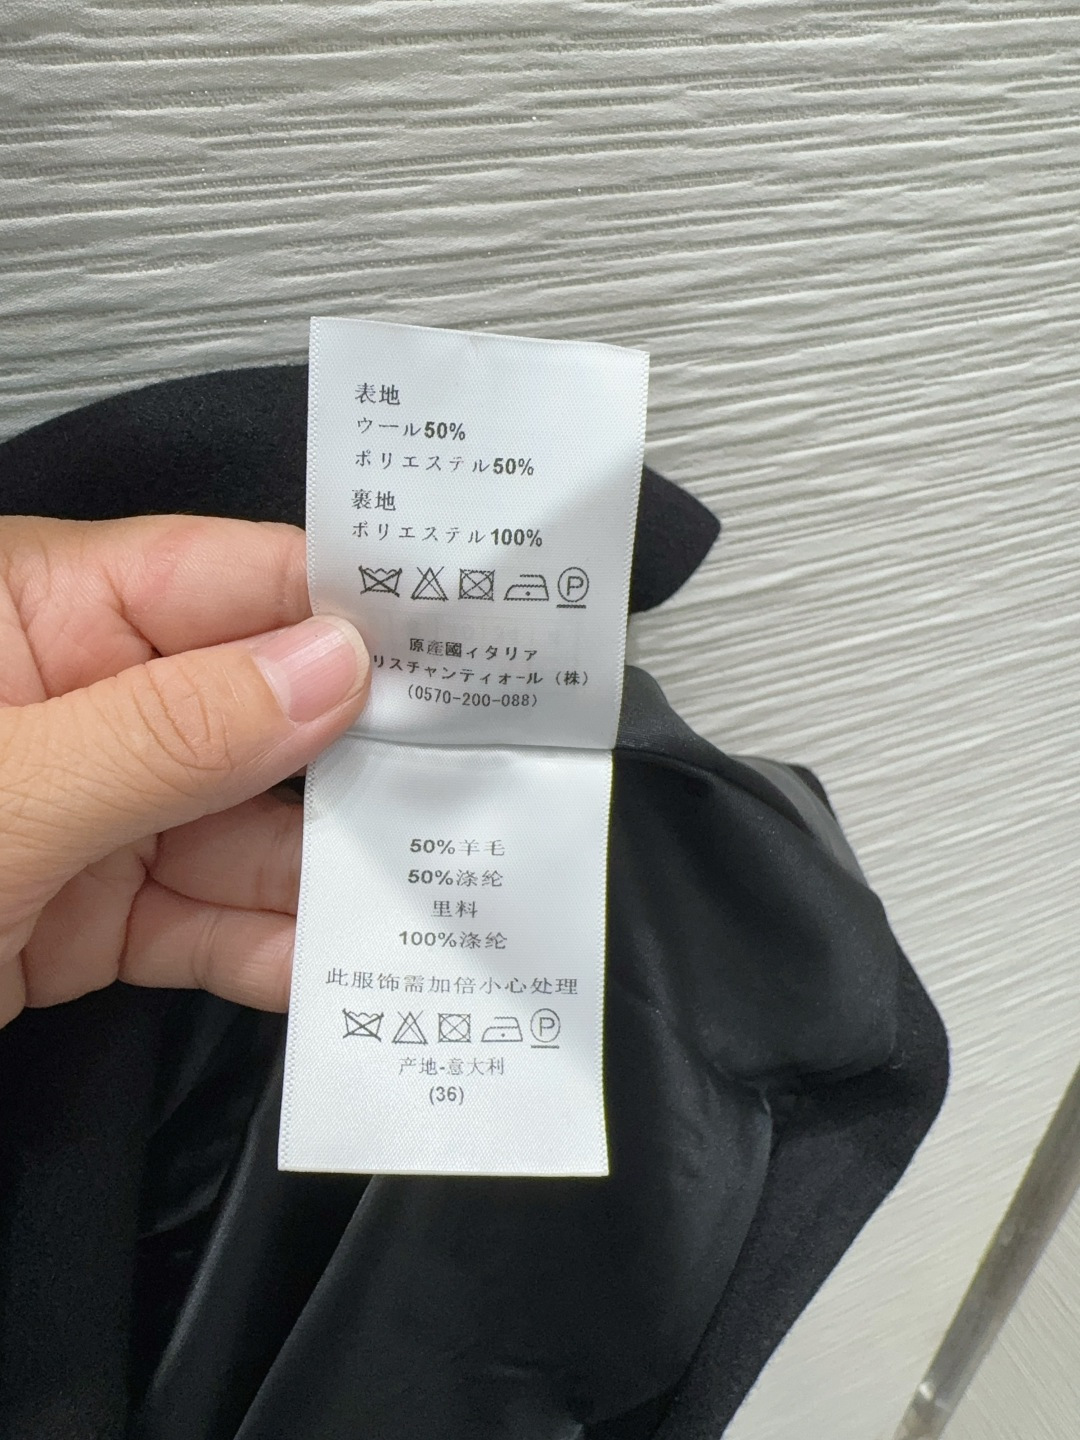 表地
ウール50%
ポリエステル50%
裏地
ポリエステル100%
P
原産國イタリア
リスチャンディオール（株）
(0570-200-088)
50%羊毛
50%涤纶
里料
100%涤纶
此服饰需加倍小心处理
P
产地-意大利
(36)